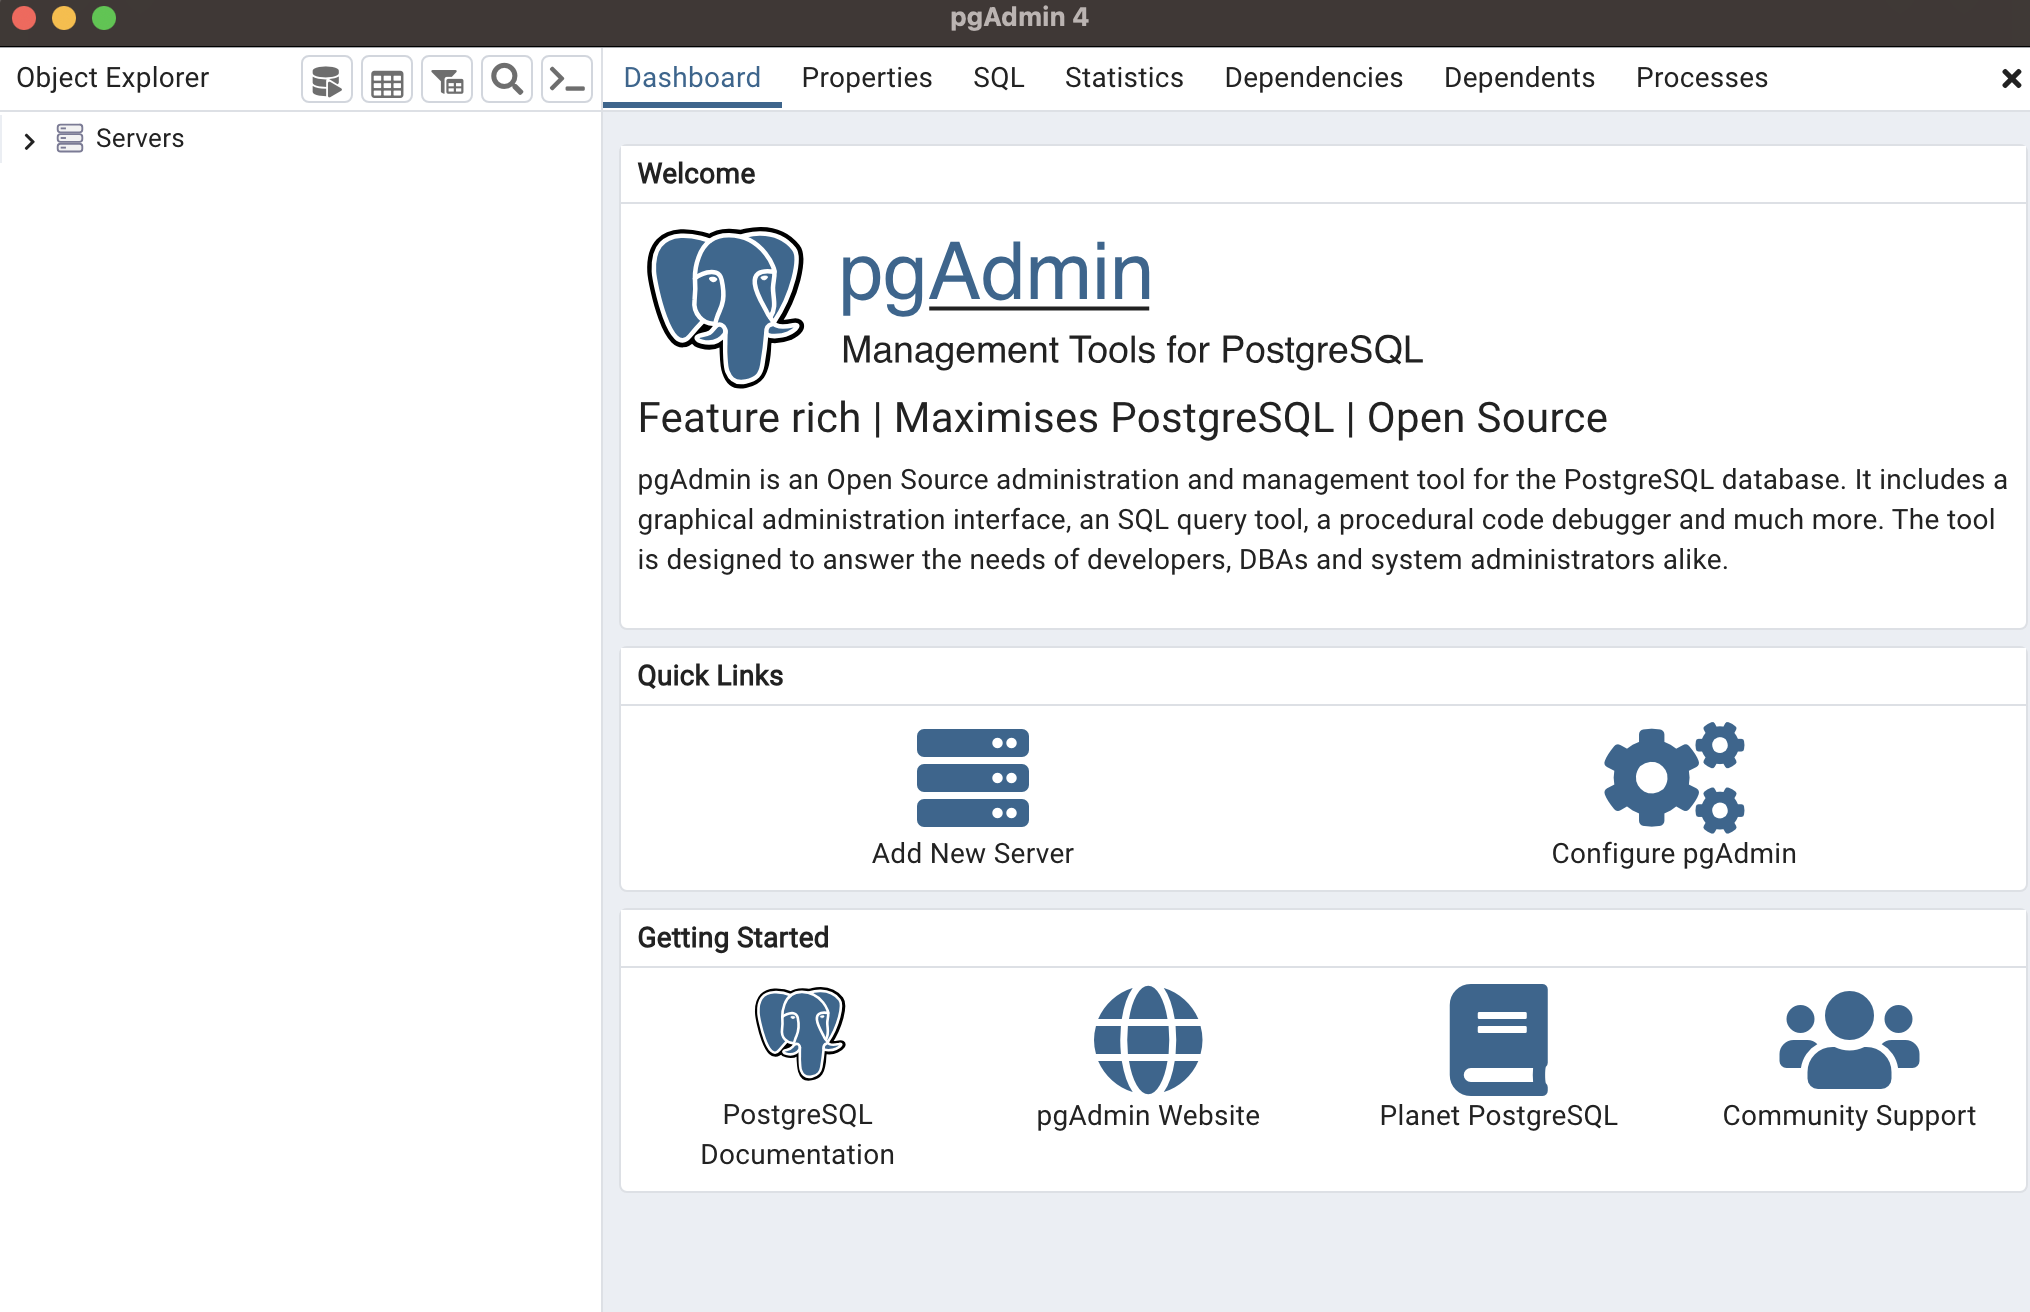 pgAdmin 4
Object Explorer
Dashboard Properties SQL Statistics Dependencies Dependents Processes
Servers
Welcome
pgAdmin
Management Tools for PostgreSQL
Feature rich | Maximises PostgreSQL | Open Source
pgAdmin is an Open Source administration and management tool for the PostgreSQL database. It includes a
graphical administration interface, an SQL query tool, a procedural code debugger and much more. The tool
is designed to answer the needs of developers, DBAs and system administrators alike.
Quick Links
Add New Server
Configure pgAdmin
Getting Started
PostgreSQL
Documentation
pgAdmin Website
Planet PostgreSQL
Community Support